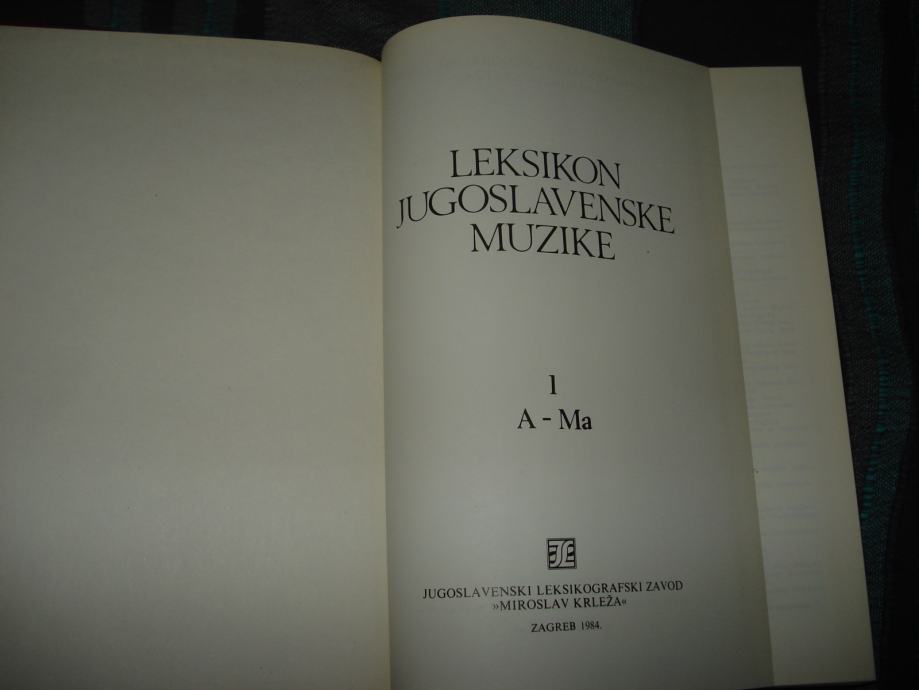 LEKSIKON
JUGOSLAVENSKE
MUZIKE
1
A - Ma
JUGOSLAVENSKI LEKSIKOGRAFSKI ZAVOD
»MIROSLAV KRLEŽA«
ZAGREB 1984.